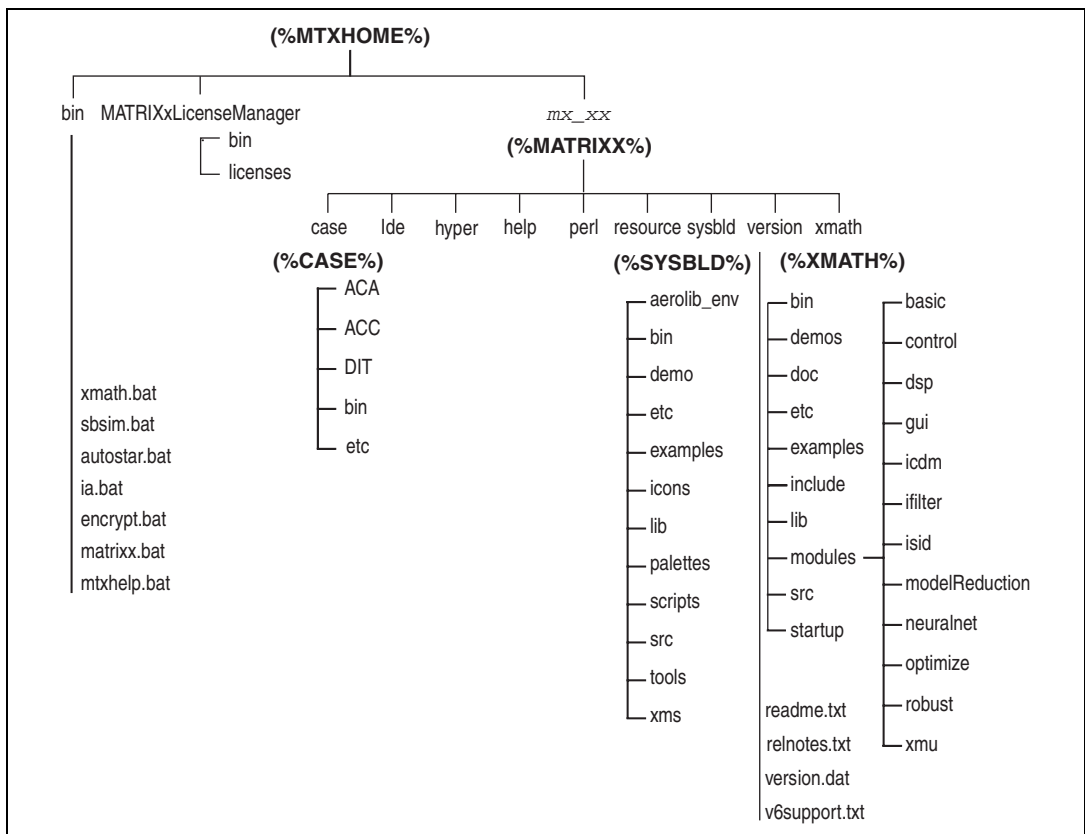 (%MTXHOME%)
bin MATRIXxLicenseManager mx_xx
bin
licenses
(%MATRIXX%)
case lde hyper help perl resource sysbld version xmath
(%CASE%) (%SYSBLD%) (%XMATH%)
ACA
ACC
DIT
bin
etc
xmath.bat
sbsim.bat
autostar.bat
ia.bat
encrypt.bat
matrixx.bat
mtxhelp.bat
aerolib_env
bin
demo
etc
examples
icons
lib
palettes
scripts
src
tools
xms
bin
demos
doc
etc
examples
include
lib
modules
src
startup
readme.txt
relnotes.txt
version.dat
v6support.txt
basic
control
dsp
gui
icdm
ifilter
isid
modelReduction
neuralnet
optimize
robust
xmu